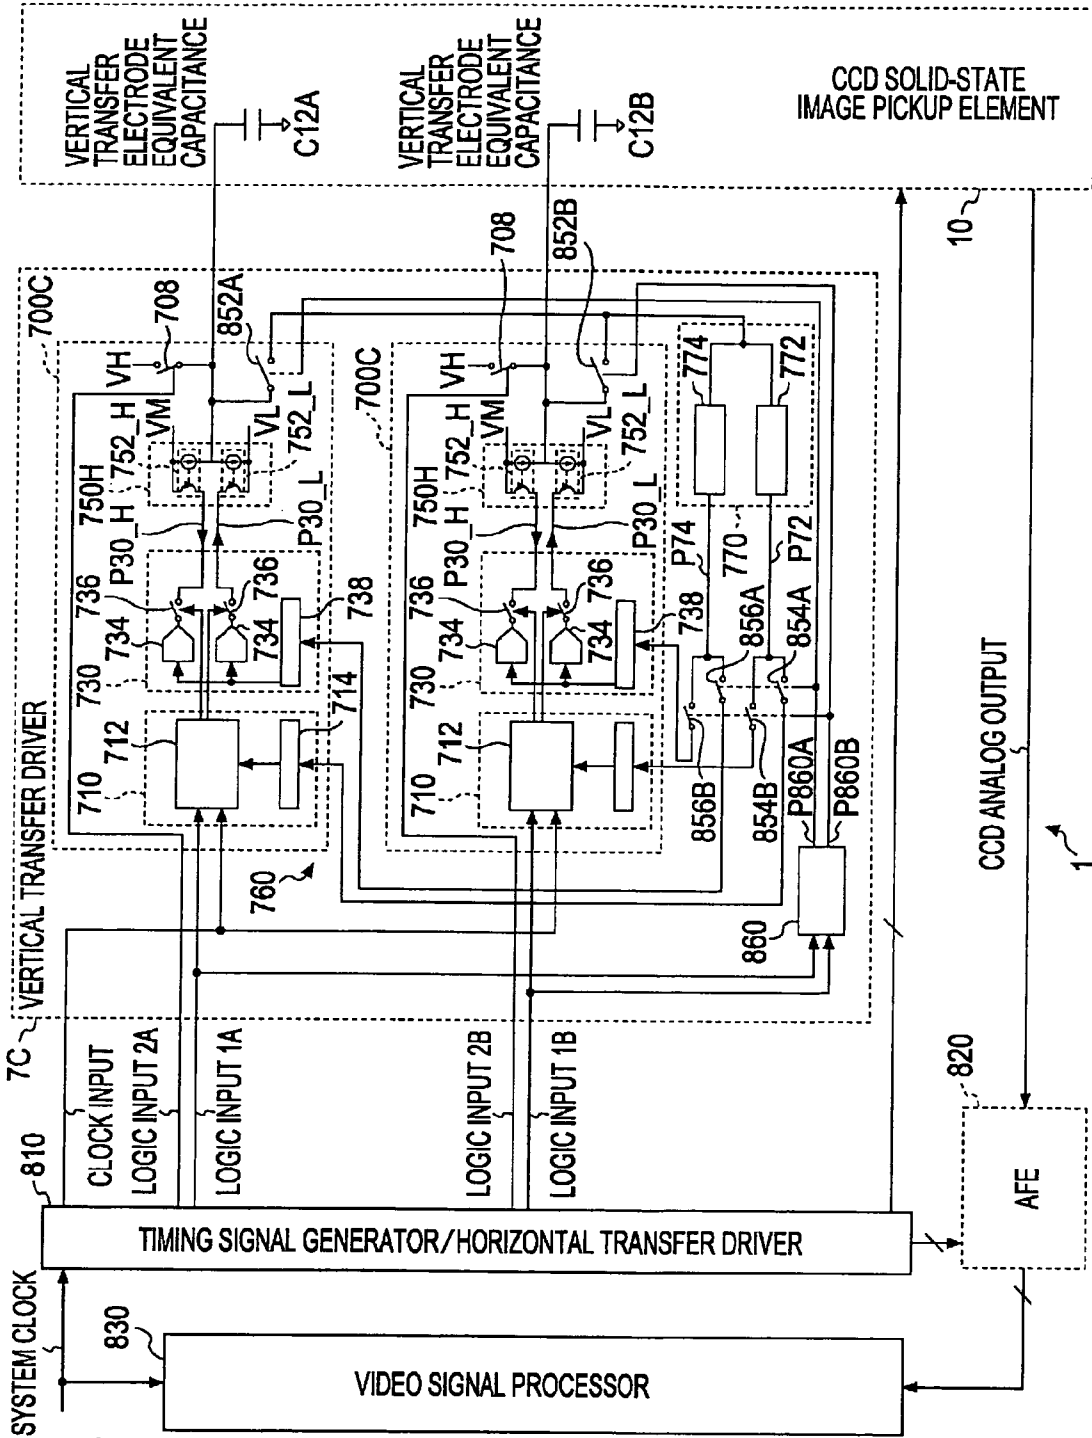 SYSTEM CLOCK
830
VIDEO SIGNAL PROCESSOR
810
TIMING SIGNAL GENERATOR/HORIZONTAL TRANSFER DRIVER
820
AFE
CLOCK INPUT
LOGIC INPUT 2A
LOGIC INPUT 1A
LOGIC INPUT 2B
LOGIC INPUT 1B
7C
VERTICAL TRANSFER DRIVER
700C
710
712
714
730
734
736
734
736
738
P30_H
P30_L
750H
752_H
752_L
VM
VL
VH
708
852A
760
700C
710
712
730
734
736
734
736
738
P30_H
P30_L
750H
752_H
752_L
VM
VL
VH
708
852B
856B
854B
856A
854A
P74
P72
770
774
772
860
P860A
P860B
VERTICAL
TRANSFER
ELECTRODE
EQUIVALENT
CAPACITANCE
C12A
VERTICAL
TRANSFER
ELECTRODE
EQUIVALENT
CAPACITANCE
C12B
CCD SOLID-STATE
IMAGE PICKUP ELEMENT
10
CCD ANALOG OUTPUT
1